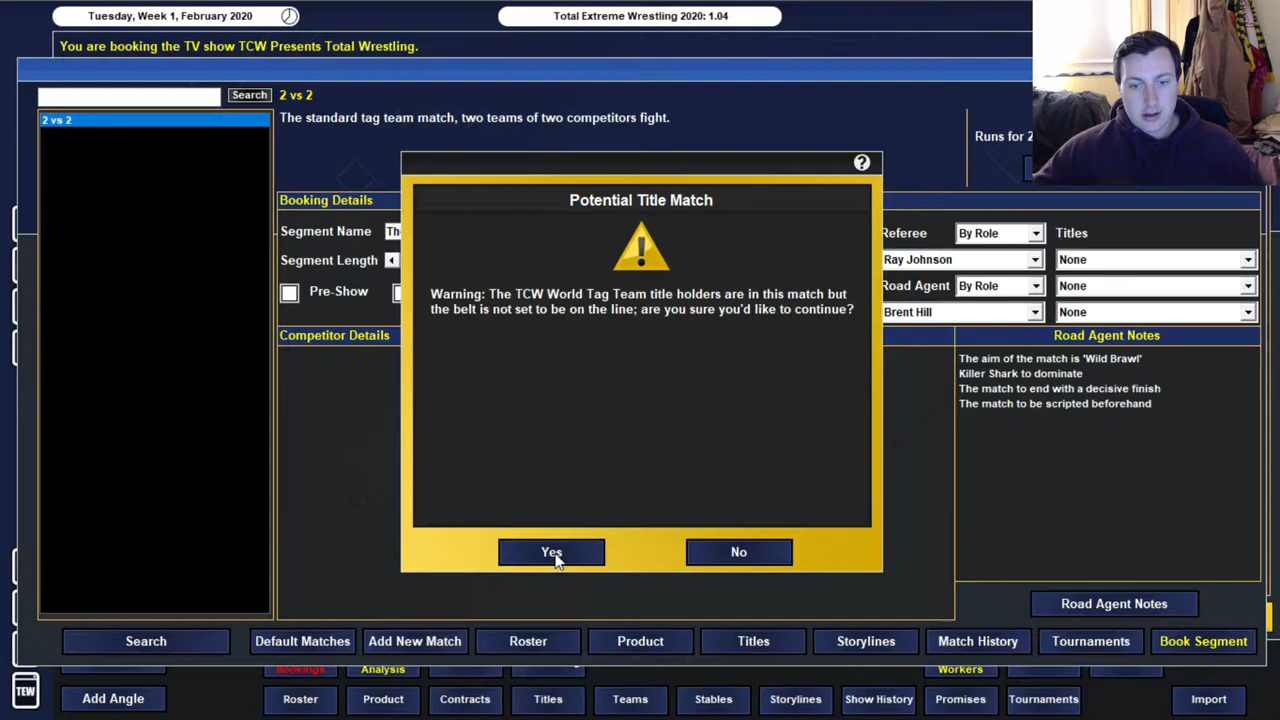 Tuesday, Week 1, February 2020
Total Extreme Wrestling 2020: 1.04
You are booking the TV show TCW Presents Total Wrestling.
Search
2 vs 2
2 vs 2
The standard tag team match, two teams of two competitors fight.
Runs for 2
Potential Title Match
Warning: The TCW World Tag Team title holders are in this match but
the belt is not set to be on the line; are you sure you'd like to continue?
Yes
No
Booking Details
Segment Name
Segment Length
Pre-Show
Competitor Details
Referee
By Role
Titles
Ray Johnson
None
Road Agent
By Role
None
Brent Hill
None
Road Agent Notes
The aim of the match is 'Wild Brawl'
Killer Shark to dominate
The match to end with a decisive finish
The match to be scripted beforehand
Road Agent Notes
Search
Default Matches
Add New Match
Roster
Product
Titles
Storylines
Match History
Tournaments
Book Segment
Bookings
Analysis
Workers
TEW
Add Angle
Roster
Product
Contracts
Titles
Teams
Stables
Storylines
Show History
Promises
Tournaments
Import